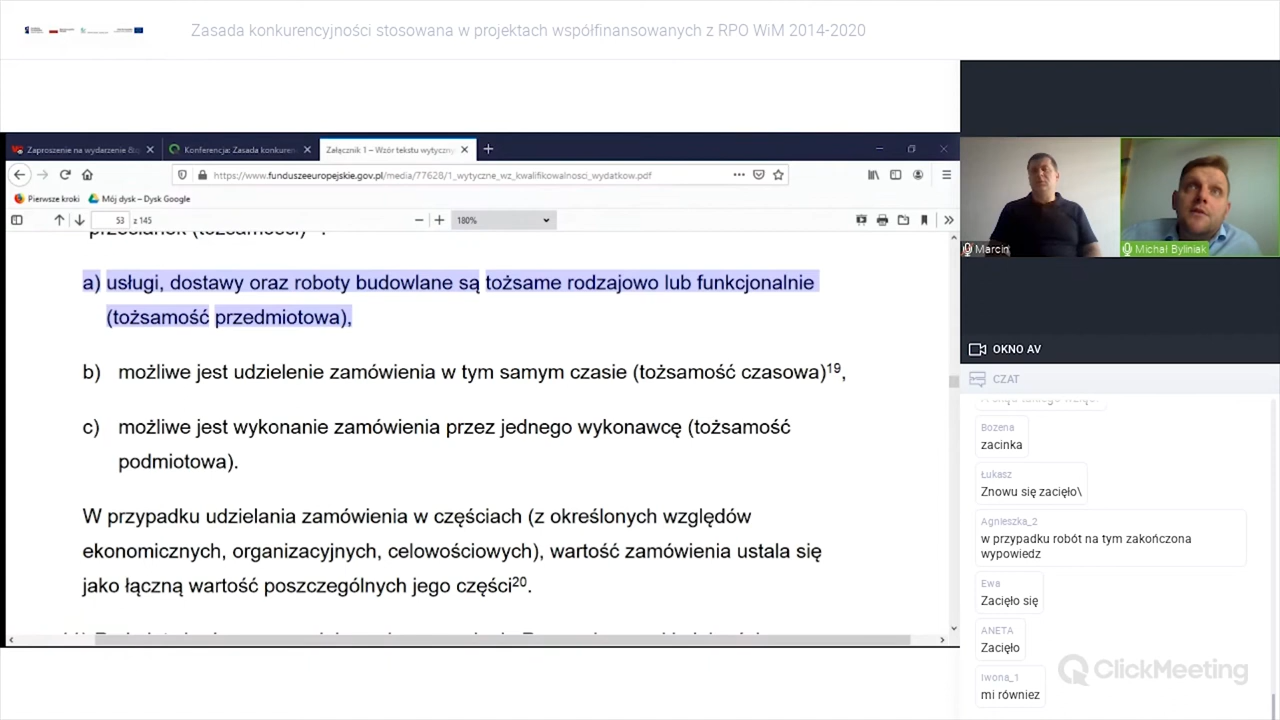 Zasada konkurencyjności stosowana w projektach współfinansowanych z RPO WiM 2014-2020
Zaproszenie na wydarzenie
Konferencja: Zasada konkuren
Załącznik 1 – Wzór tekstu wytyczn
https://www.funduszeeuropejskie.gov.pl/media/77628/1_wytyczne_wz_kwalifikowalnosci_wydatkow.pdf
Pierwsze kroki
Mój dysk – Dysk Google
53 z 145
180%
a) usługi, dostawy oraz roboty budowlane są tożsame rodzajowo lub funkcjonalnie
(tożsamość przedmiotowa),
b) możliwe jest udzielenie zamówienia w tym samym czasie (tożsamość czasowa)19,
c) możliwe jest wykonanie zamówienia przez jednego wykonawcę (tożsamość
podmiotowa).
W przypadku udzielania zamówienia w częściach (z określonych względów
ekonomicznych, organizacyjnych, celowościowych), wartość zamówienia ustala się
jako łączną wartość poszczególnych jego części20.
Marcin
Michał Byliniak
OKNO AV
CZAT
Bożena
zacinka
Łukasz
Znowu się zacięło\
Agnieszka_2
w przypadku robót na tym zakończona
wypowiedz
Ewa
Zacięło się
ANETA
Zacięło
Iwona_1
mi równiez
ClickMeeting